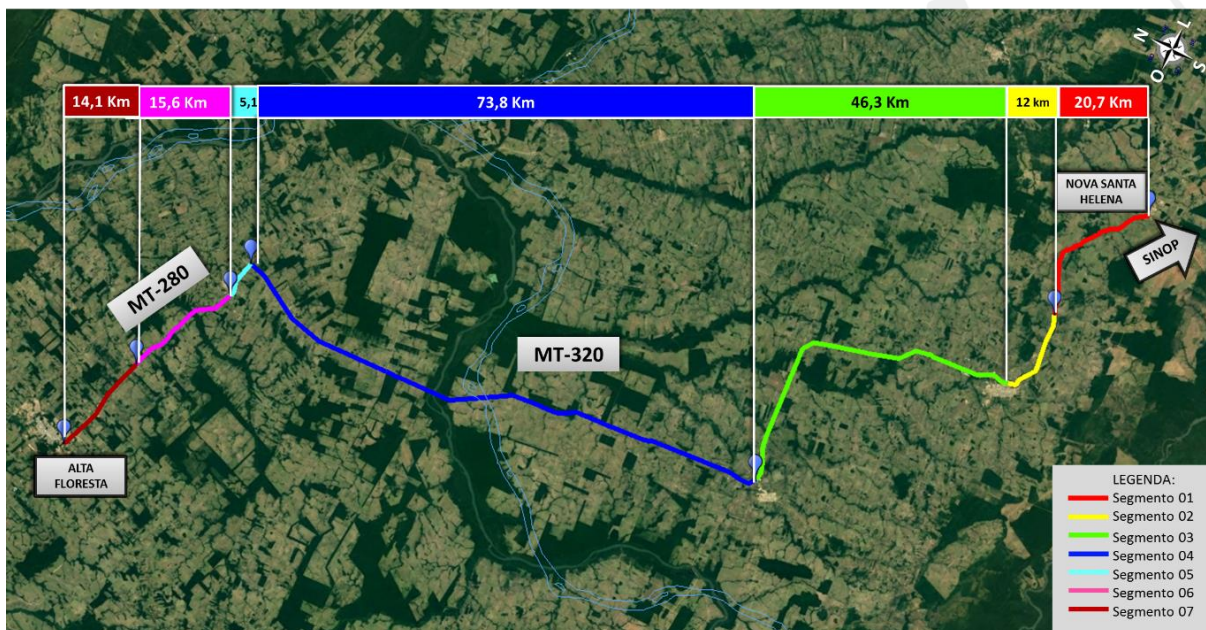 N
L
O
S
14,1 Km
15,6 Km
5,1
73,8 Km
46,3 Km
12 km
20,7 Km
NOVA SANTA
HELENA
SINOP
MT-280
MT-320
ALTA
FLORESTA
LEGENDA:
Segmento 01
Segmento 02
Segmento 03
Segmento 04
Segmento 05
Segmento 06
Segmento 07